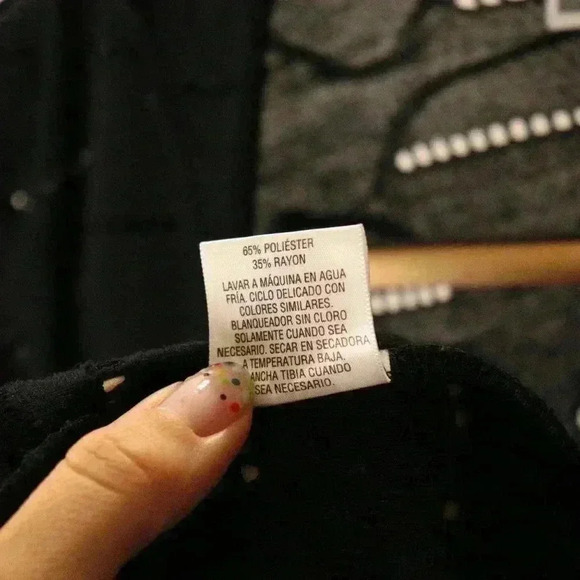 65% POLIÉSTER
35% RAYON
LAVAR A MÁQUINA EN AGUA
FRÍA. CICLO DELICADO CON
COLORES SIMILARES.
BLANQUEADOR SIN CLORO
SOLAMENTE CUANDO SEA
NECESARIO. SECAR EN SECADORA
A TEMPERATURA BAJA.
TIBIA CUANDO
SEA NECESARIO.